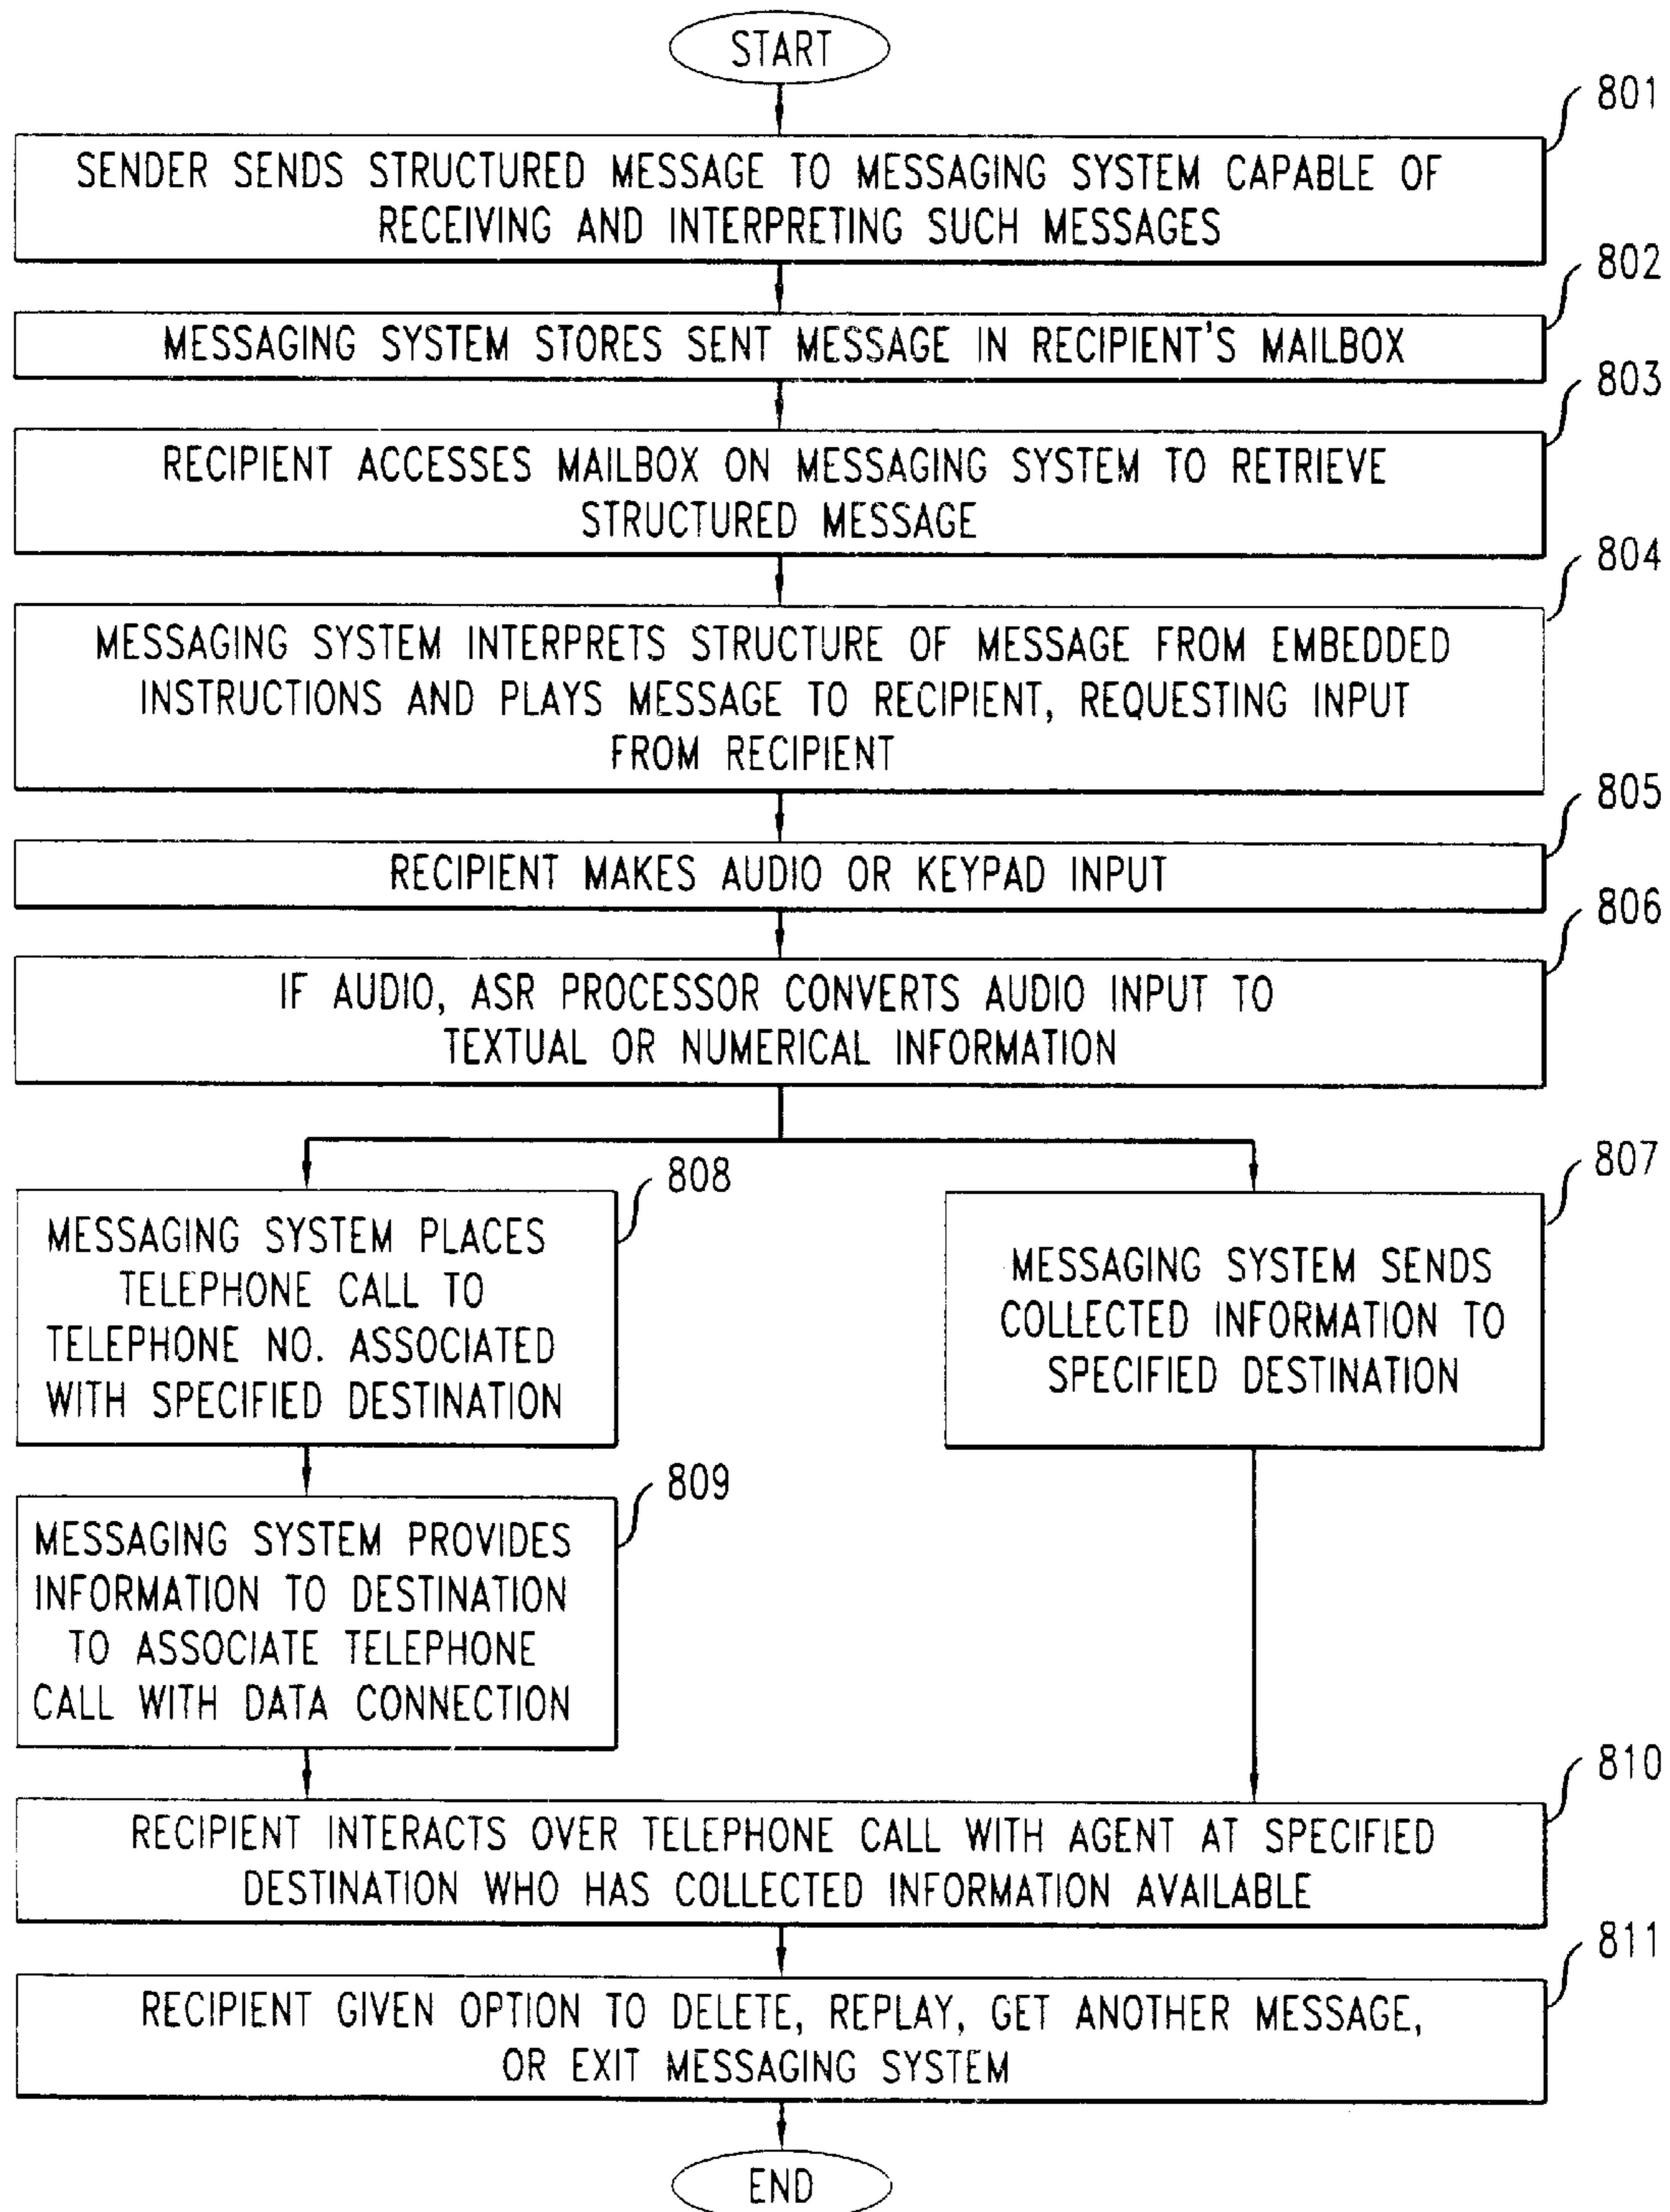 START
801
SENDER SENDS STRUCTURED MESSAGE TO MESSAGING SYSTEM CAPABLE OF
RECEIVING AND INTERPRETING SUCH MESSAGES
802
MESSAGING SYSTEM STORES SENT MESSAGE IN RECIPIENT'S MAILBOX
803
RECIPIENT ACCESSES MAILBOX ON MESSAGING SYSTEM TO RETRIEVE
STRUCTURED MESSAGE
804
MESSAGING SYSTEM INTERPRETS STRUCTURE OF MESSAGE FROM EMBEDDED
INSTRUCTIONS AND PLAYS MESSAGE TO RECIPIENT, REQUESTING INPUT
FROM RECIPIENT
805
RECIPIENT MAKES AUDIO OR KEYPAD INPUT
806
IF AUDIO, ASR PROCESSOR CONVERTS AUDIO INPUT TO
TEXTUAL OR NUMERICAL INFORMATION
808
MESSAGING SYSTEM PLACES
TELEPHONE CALL TO
TELEPHONE NO. ASSOCIATED
WITH SPECIFIED DESTINATION
807
MESSAGING SYSTEM SENDS
COLLECTED INFORMATION TO
SPECIFIED DESTINATION
809
MESSAGING SYSTEM PROVIDES
INFORMATION TO DESTINATION
TO ASSOCIATE TELEPHONE
CALL WITH DATA CONNECTION
810
RECIPIENT INTERACTS OVER TELEPHONE CALL WITH AGENT AT SPECIFIED
DESTINATION WHO HAS COLLECTED INFORMATION AVAILABLE
811
RECIPIENT GIVEN OPTION TO DELETE, REPLAY, GET ANOTHER MESSAGE,
OR EXIT MESSAGING SYSTEM
END